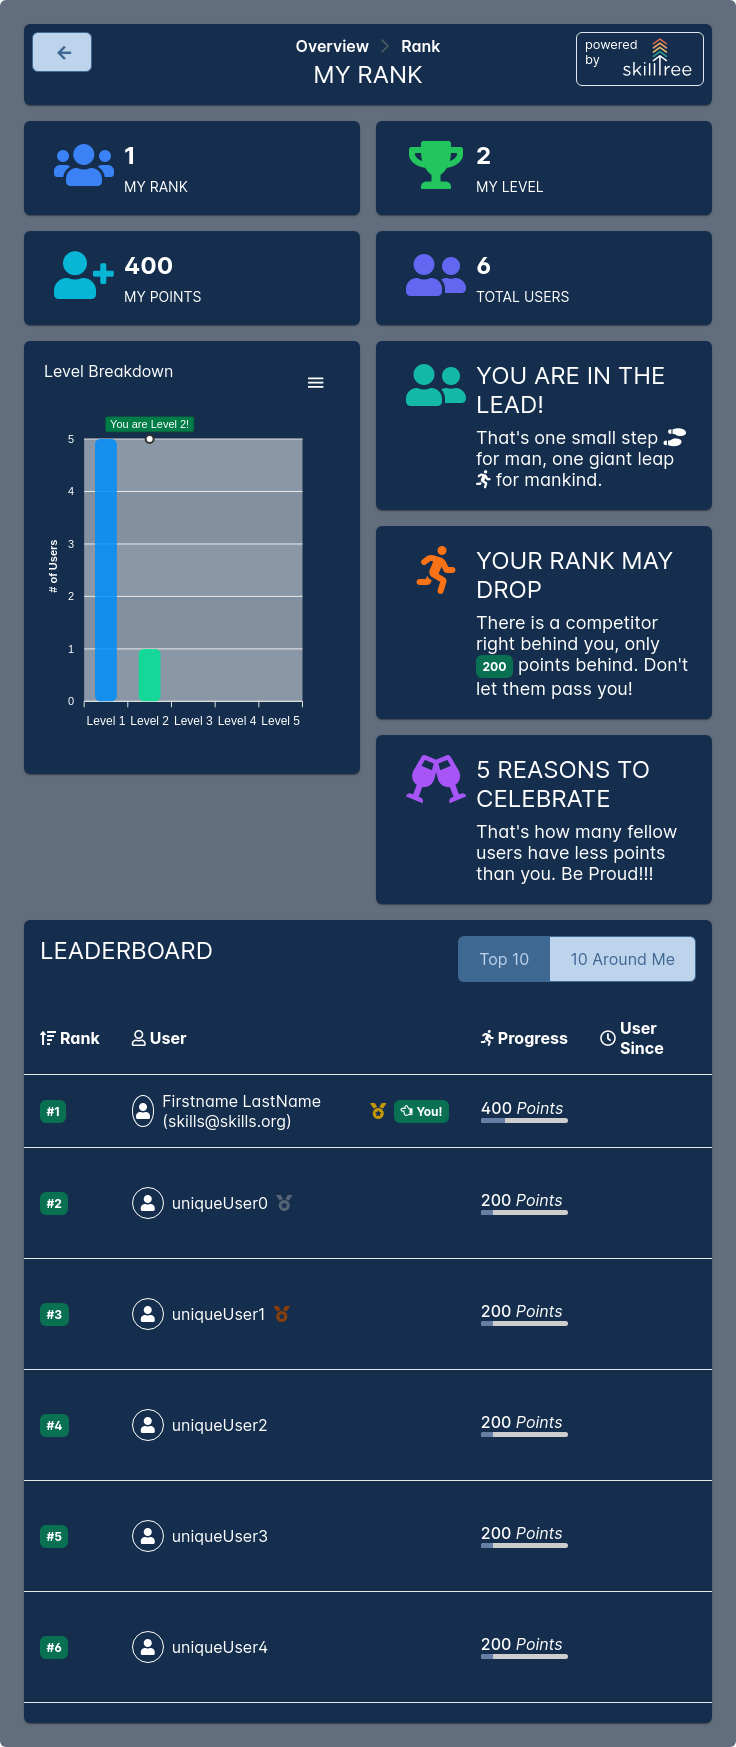 Overview > Rank
MY RANK
powered
by
skilltree
1
MY RANK
2
MY LEVEL
400
MY POINTS
6
TOTAL USERS
Level Breakdown
You are Level 2!
5
4
3
2
1
0
# of Users
Level 1 Level 2 Level 3 Level 4 Level 5
YOU ARE IN THE
LEAD!
That's one small step
for man, one giant leap
for mankind.
YOUR RANK MAY
DROP
There is a competitor
right behind you, only
200 points behind. Don't
let them pass you!
5 REASONS TO
CELEBRATE
That's how many fellow
users have less points
than you. Be Proud!!!
LEADERBOARD
Top 10 10 Around Me
Rank User Progress User
Since
#1 Firstname LastName
(skills@skills.org) You! 400 Points
#2 uniqueUser0 200 Points
#3 uniqueUser1 200 Points
#4 uniqueUser2 200 Points
#5 uniqueUser3 200 Points
#6 uniqueUser4 200 Points